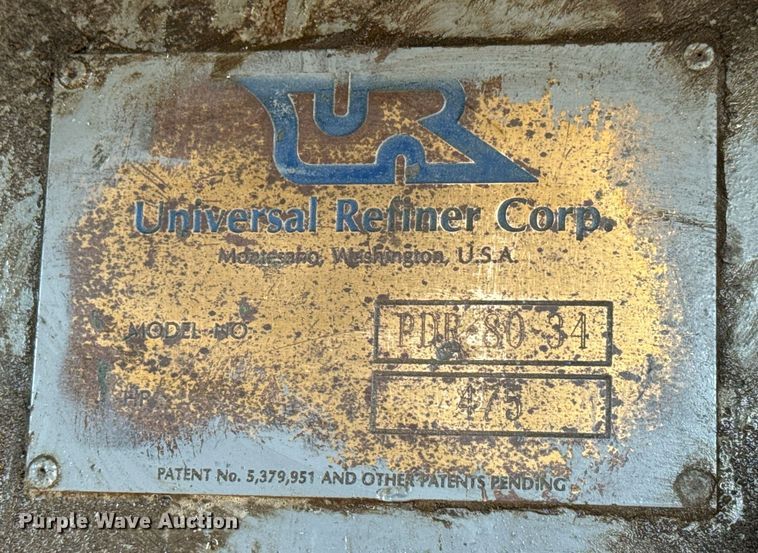 UR
Universal Refiner Corp.
Montesano, Washington, U.S.A.
MODEL NO PDR-80-34
HP 475
PATENT No. 5,379,951 AND OTHER PATENTS PENDING
Purple Wave Auction